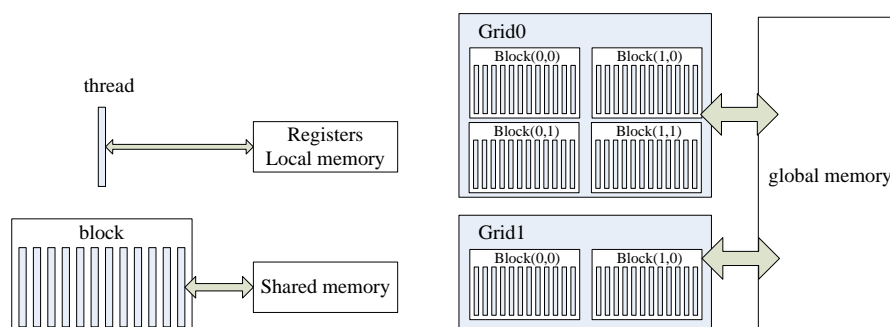 thread
Registers
Local memory
block
Shared memory
Grid0
Block(0,0)
Block(1,0)
Block(0,1)
Block(1,1)
Grid1
Block(0,0)
Block(1,0)
global memory